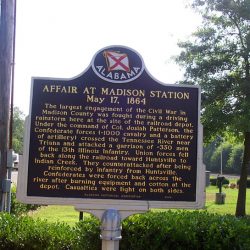 ALABAMA
AFFAIR AT MADISON STATION
May 17, 1864
The largest engagement of the Civil War in
Madison County was fought during a driving
rainstorm here at the site of the railroad depot.
Under the command of Col. Josiah Patterson, the
Confederate forces (~1000 cavalry and a battery
of artillery) crossed the Tennessee River near
Triana and attacked a garrison of ~350 men
of the 13th Illinois Infantry. Union forces fell
back along the railroad toward Huntsville to
Indian Creek. They counterattacked after being
reinforced by infantry from Huntsville.
Confederates were forced back across the
river after burning equipment and cotton at the
depot. Casualties were light on both sides.